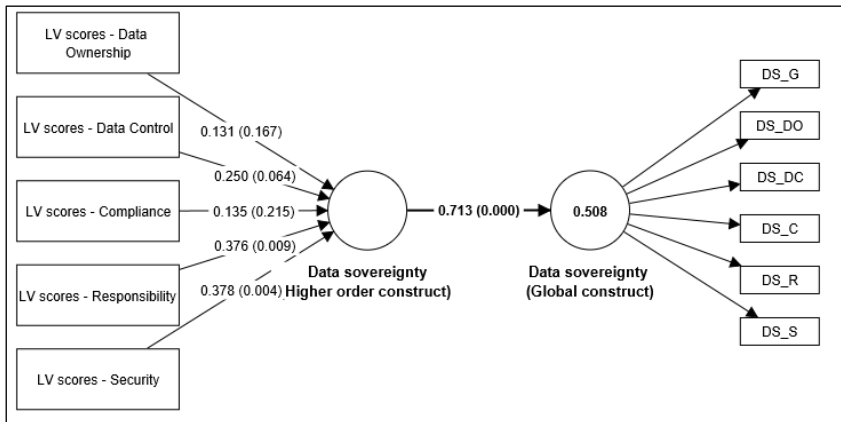 LV scores - Data
Ownership
LV scores - Data Control
LV scores - Compliance
LV scores - Responsibility
LV scores - Security
0.131 (0.167)
0.250 (0.064)
0.135 (0.215)
0.376 (0.009)
0.378 (0.004)
Data sovereignty
(Higher order construct)
0.713 (0.000)
0.508
Data sovereignty
(Global construct)
DS_G
DS_DO
DS_DC
DS_C
DS_R
DS_S